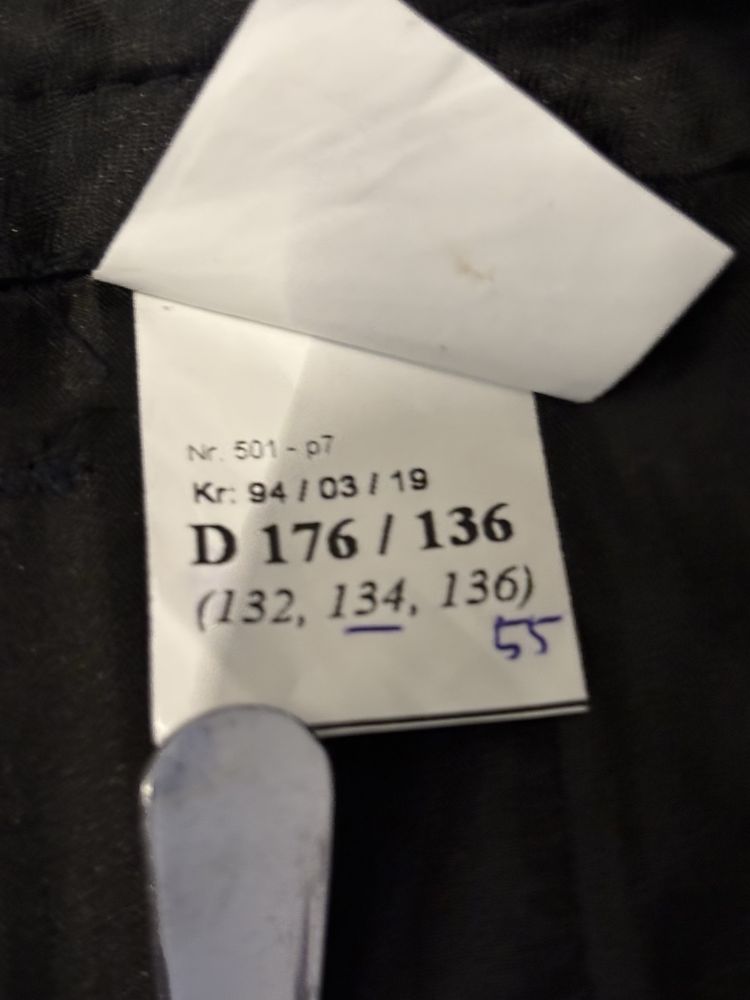 Nr. 501 - p7
Kr: 94 / 03 / 19
D 176 / 136
(132, 134, 136)
55